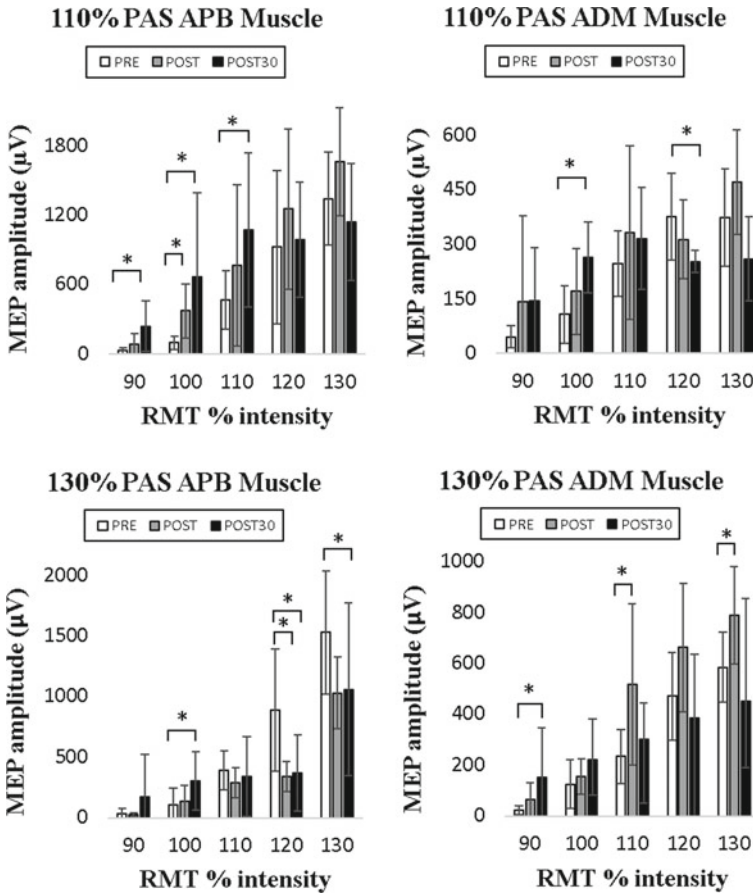 110% PAS APB Muscle
PRE POST POST30
MEP amplitude (µV)
1800
1200
600
0
* * * *
90 100 110 120 130
RMT % intensity
110% PAS ADM Muscle
PRE POST POST30
MEP amplitude (µV)
600
450
300
150
0
* *
90 100 110 120 130
RMT % intensity
130% PAS APB Muscle
PRE POST POST30
MEP amplitude (µV)
2000
1500
1000
500
0
* * * *
90 100 110 120 130
RMT % intensity
130% PAS ADM Muscle
PRE POST POST30
MEP amplitude (µV)
1000
800
600
400
200
0
* * *
90 100 110 120 130
RMT % intensity